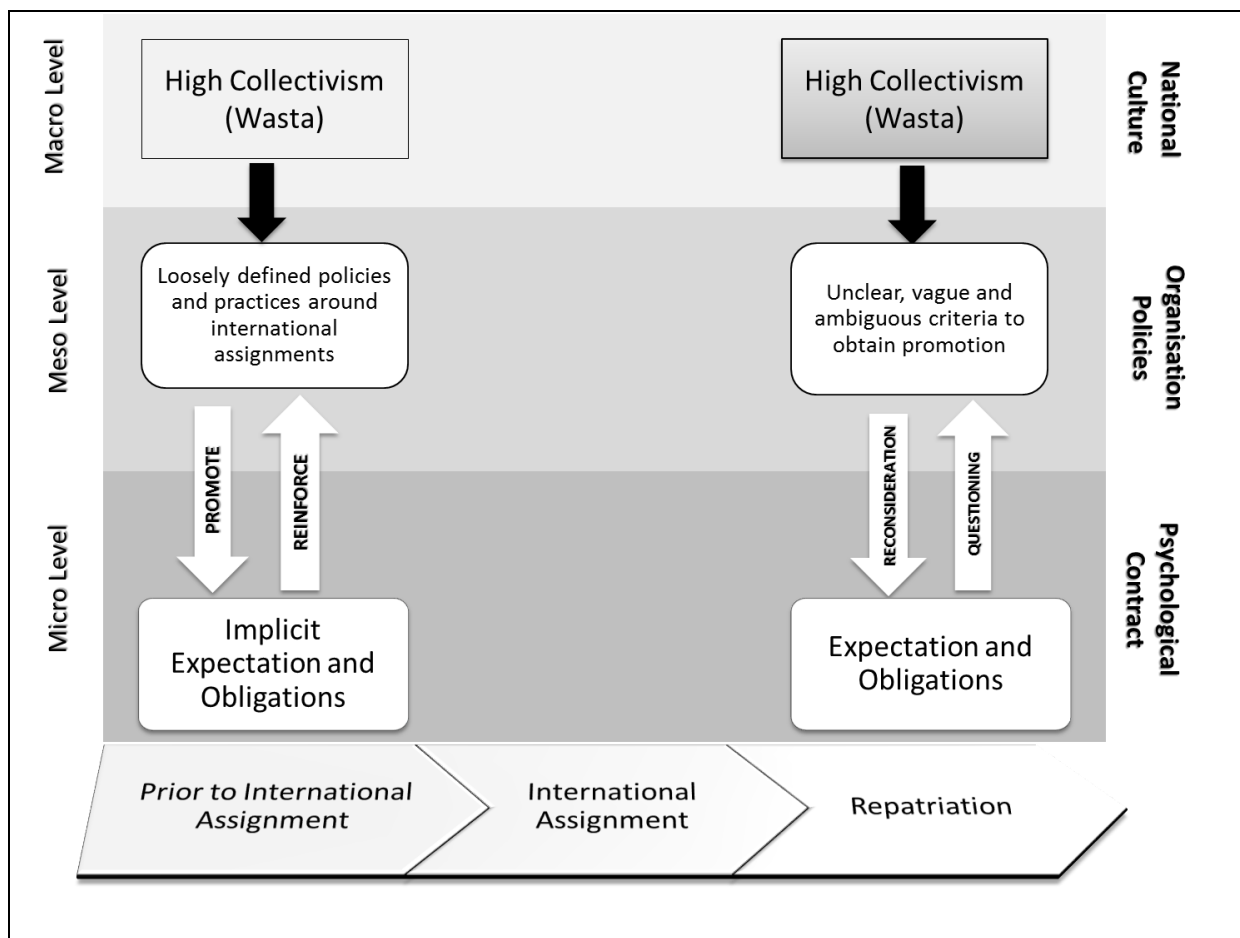 Macro Level
High Collectivism
(Wasta)
High Collectivism
(Wasta)
National
Culture
Meso Level
Loosely defined policies
and practices around
international
assignments
Unclear, vague and
ambiguous criteria to
obtain promotion
Organisation
Policies
PROMOTE
REINFORCE
RECONSIDERATION
QUESTIONING
Micro Level
Implicit
Expectation and
Obligations
Expectation and
Obligations
Psychological
Contract
Prior to International
Assignment
International
Assignment
Repatriation